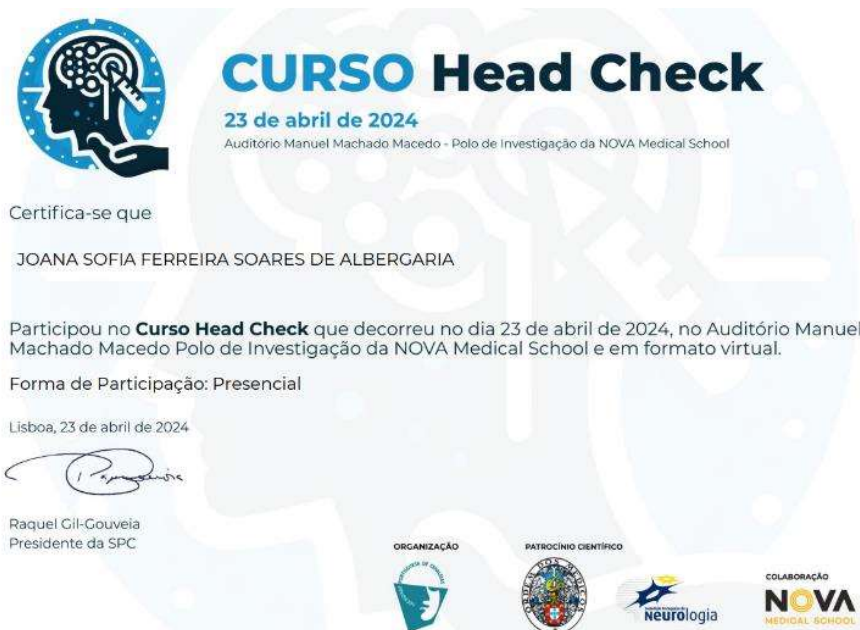 CURSO Head Check
23 de abril de 2024
Auditório Manuel Machado Macedo - Polo de Investigação da NOVA Medical School
Certifica-se que
JOANA SOFIA FERREIRA SOARES DE ALBERGARIA
Participou no Curso Head Check que decorreu no dia 23 de abril de 2024, no Auditório Manuel
Machado Macedo Polo de Investigação da NOVA Medical School e em formato virtual.
Forma de Participação: Presencial
Lisboa, 23 de abril de 2024
Raquel Gil-Gouveia
Presidente da SPC
ORGANIZAÇÃO
PATROCÍNIO CIENTÍFICO
COLABORAÇÃO
ORDEM DOS MÉDICOS
Neurologia
NOVA
MEDICAL SCHOOL